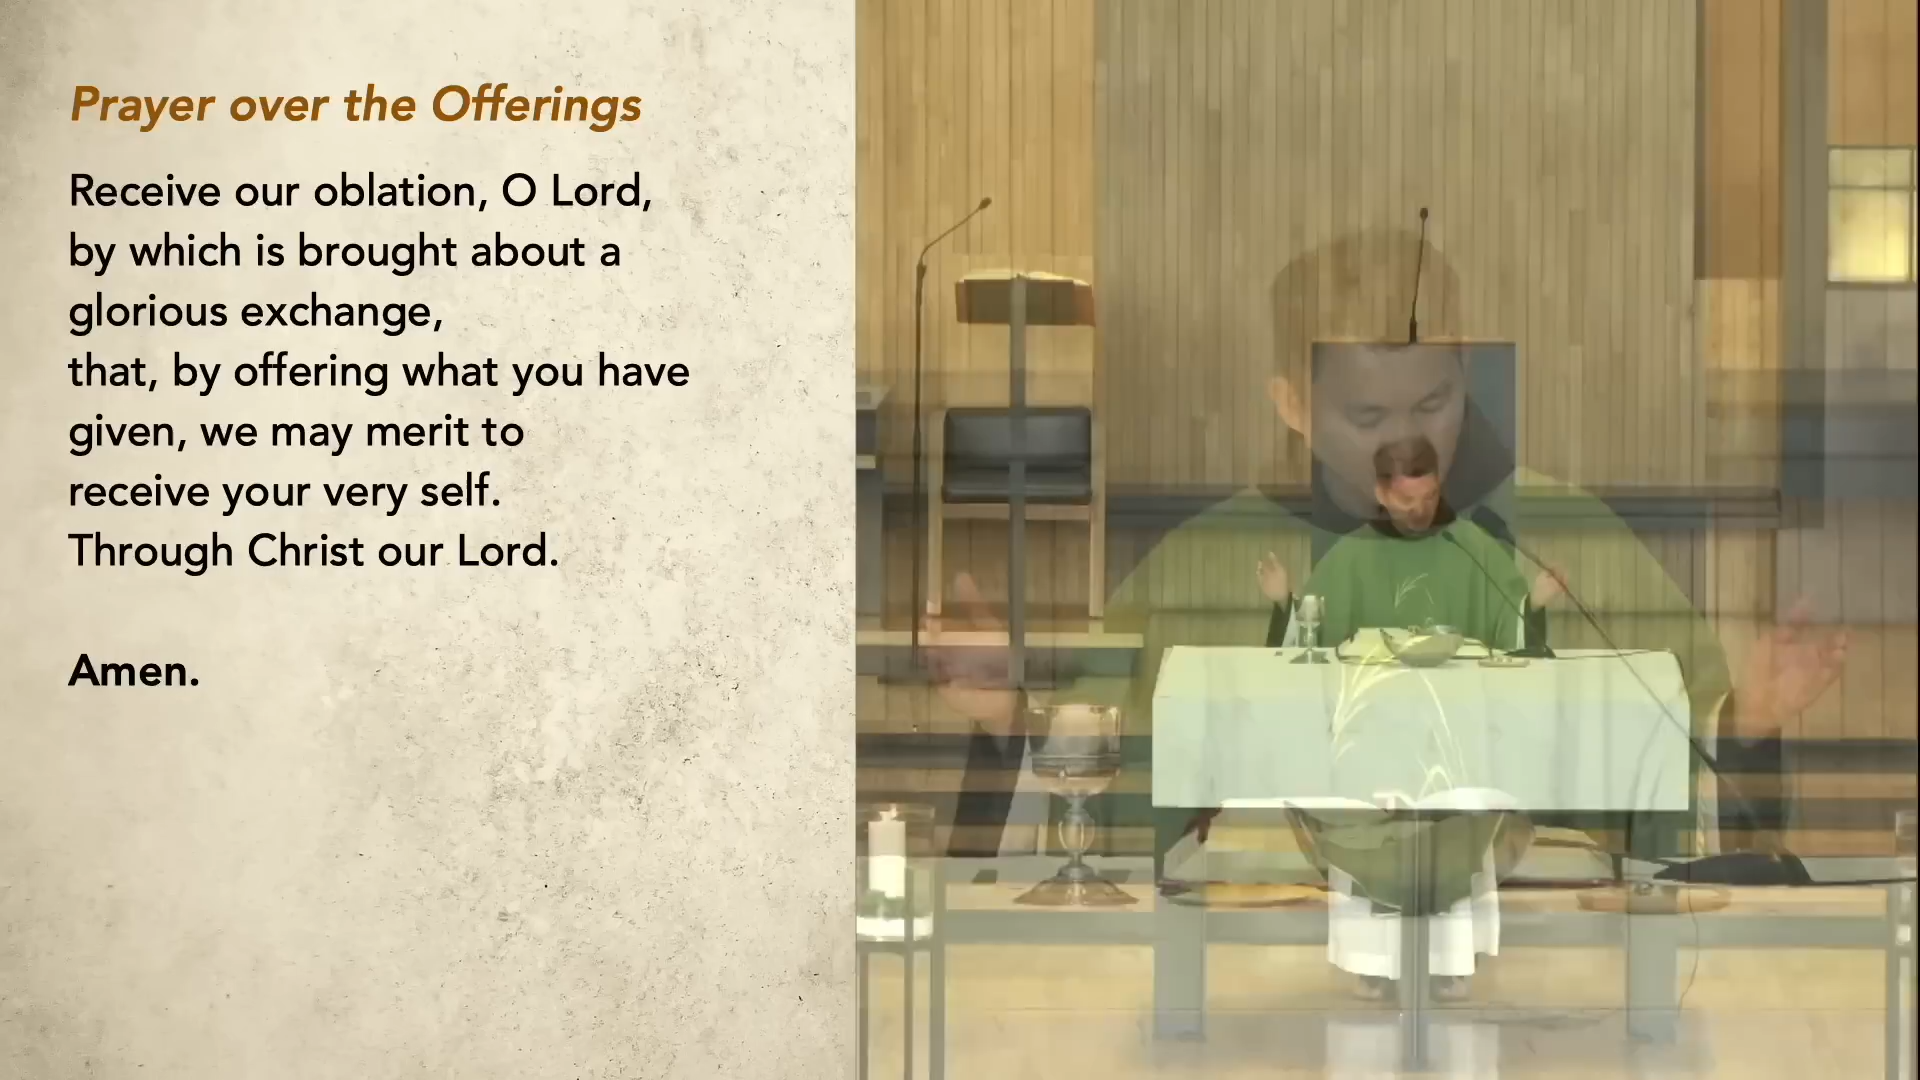 Prayer over the Offerings
Receive our oblation, O Lord,
by which is brought about a
glorious exchange,
that, by offering what you have
given, we may merit to
receive your very self.
Through Christ our Lord.
Amen.